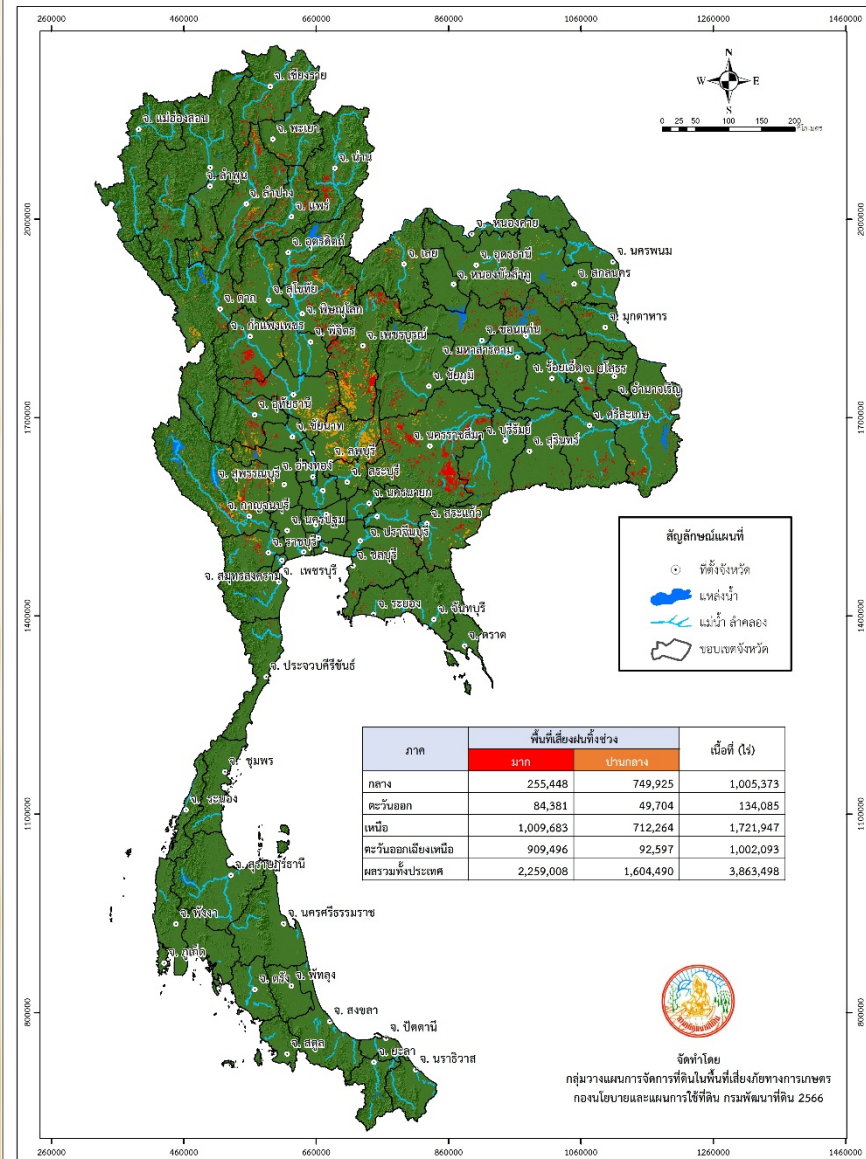 260000 460000 660000 860000 1060000 1260000 1460000
N
W E
S
0 25 50 100 150 200
2000000
1700000
1400000
1100000
800000
จ. เชียงราย
จ. แม่ฮ่องสอน
จ. พะเยา
จ. น่าน
จ. ลำพูน
จ. ลำปาง
จ. แพร่
จ. อุตรดิตถ์
จ. หนองคาย
จ. เลย
จ. อุดรธานี
จ. นครพนม
จ. หนองบัวลำภู
จ. สกลนคร
จ. ตาก
จ. สุโขทัย
จ. พิษณุโลก
จ. มุกดาหาร
จ. กำแพงเพชร
จ. พิจิตร
จ. เพชรบูรณ์
จ. ขอนแก่น
จ. มหาสารคาม
จ. ร้อยเอ็ด
จ. ยโสธร
จ. ชัยภูมิ
จ. อำนาจเจริญ
จ. อุทัยธานี
จ. ชัยนาท
จ. นครราชสีมา
จ. บุรีรัมย์
จ. ศรีสะเกษ
จ. สุรินทร์
จ. ลพบุรี
จ. สุพรรณบุรี
จ. อ่างทอง
จ. สระบุรี
จ. นครนายก
จ. กาญจนบุรี
จ. นครปฐม
จ. สระแก้ว
จ. ปราจีนบุรี
จ. ราชบุรี
จ. ชลบุรี
จ. สมุทรสงคราม
จ. เพชรบุรี
จ. ระยอง
จ. จันทบุรี
จ. ตราด
จ. ประจวบคีรีขันธ์
จ. ชุมพร
จ. ระนอง
จ. สุราษฎร์ธานี
จ. พังงา
จ. นครศรีธรรมราช
จ. ภูเก็ต
จ. ตรัง
จ. พัทลุง
จ. สงขลา
จ. ปัตตานี
จ. สตูล
จ. ยะลา
จ. นราธิวาส
สัญลักษณ์แผนที่
ที่ตั้งจังหวัด
แหล่งน้ำ
แม่น้ำ ลำคลอง
ขอบเขตจังหวัด
ภาค พื้นที่เสี่ยงฝนทิ้งช่วง เนื้อที่ (ไร่)
มาก ปานกลาง
กลาง 255,448 749,925 1,005,373
ตะวันออก 84,381 49,704 134,085
เหนือ 1,009,683 712,264 1,721,947
ตะวันออกเฉียงเหนือ 909,496 92,597 1,002,093
ผลรวมทั้งประเทศ 2,259,008 1,604,490 3,863,498
กรมพัฒนาที่ดิน
จัดทำโดย
กลุ่มวางแผนการจัดการที่ดินในพื้นที่เสี่ยงภัยทางการเกษตร
กองนโยบายและแผนการใช้ที่ดิน กรมพัฒนาที่ดิน 2566
2000000
1700000
1400000
1100000
800000
260000 460000 660000 860000 1060000 1260000 1460000